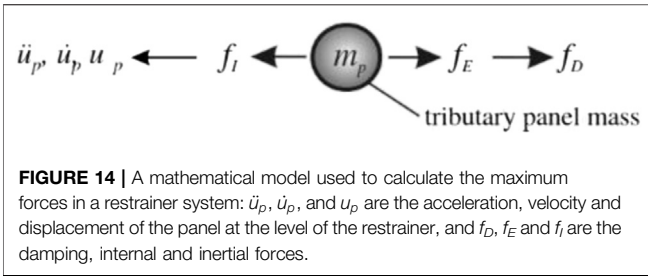 ü_p, u̇_p, u_p f_I m_p f_E f_D
tributary panel mass
FIGURE 14 | A mathematical model used to calculate the maximum
forces in a restrainer system: ü_p, u̇_p, and u_p are the acceleration, velocity and
displacement of the panel at the level of the restrainer, and f_D, f_E and f_I are the
damping, internal and inertial forces.